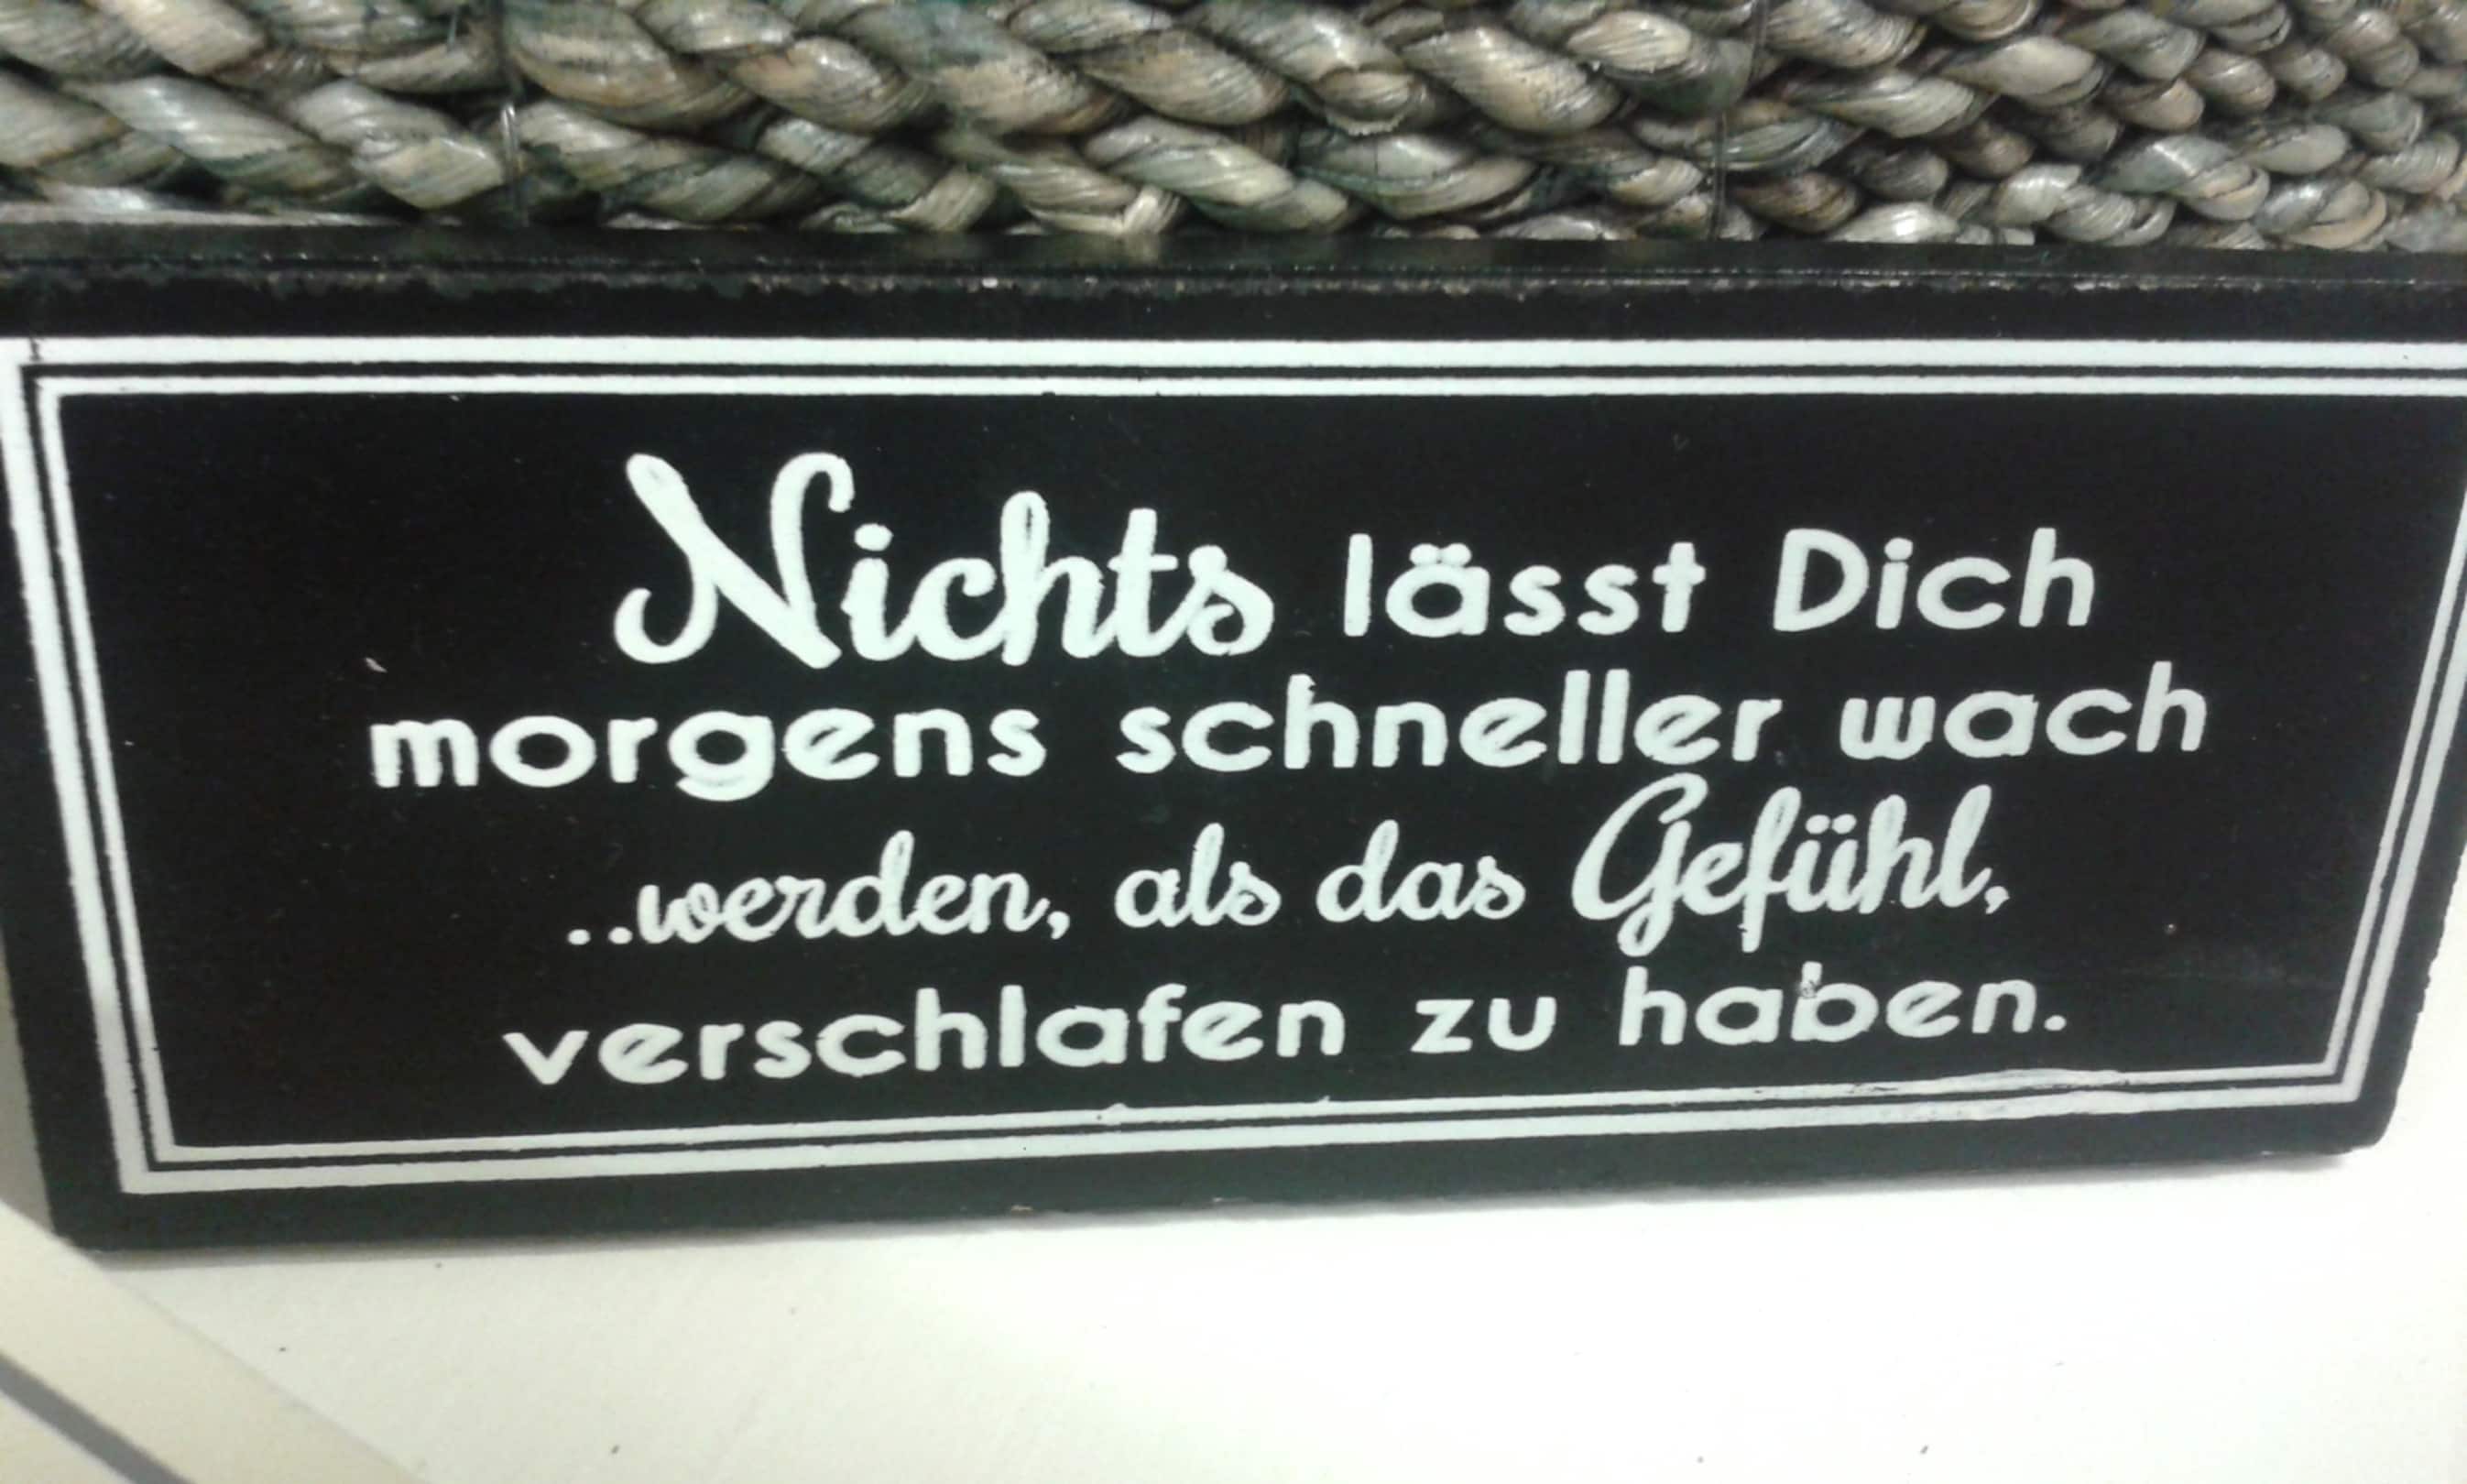 Nichts lässt Dich
morgens schneller wach
..werden, als das Gefühl,
verschlafen zu haben.